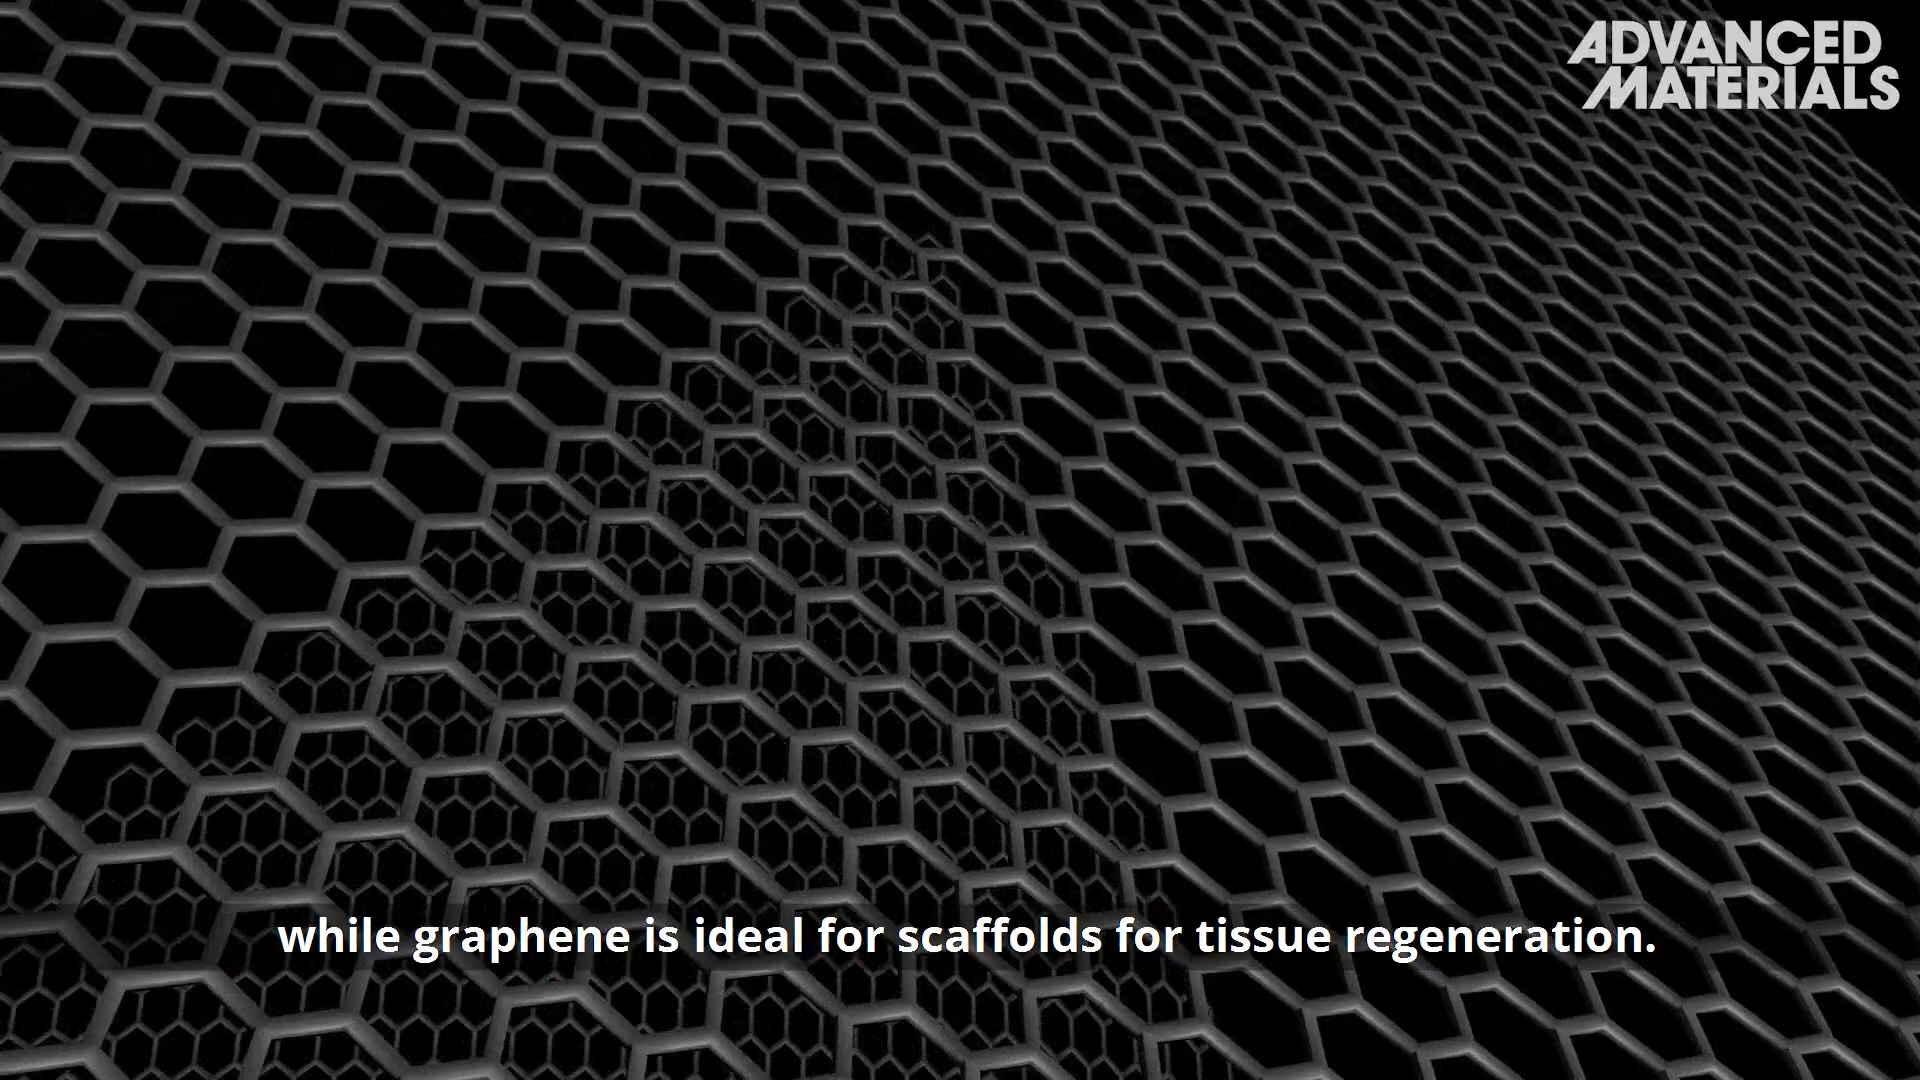 ADVANCED
MATERIALS
while graphene is ideal for scaffolds for tissue regeneration.